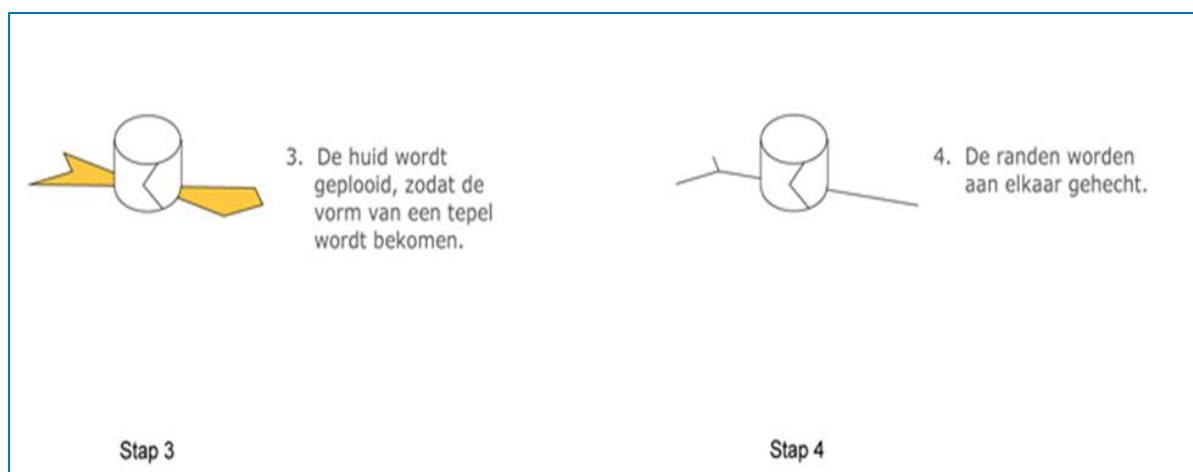 3. De huid wordt
geplooid, zodat de
vorm van een tepel
wordt bekomen.
Stap 3
4. De randen worden
aan elkaar gehecht.
Stap 4